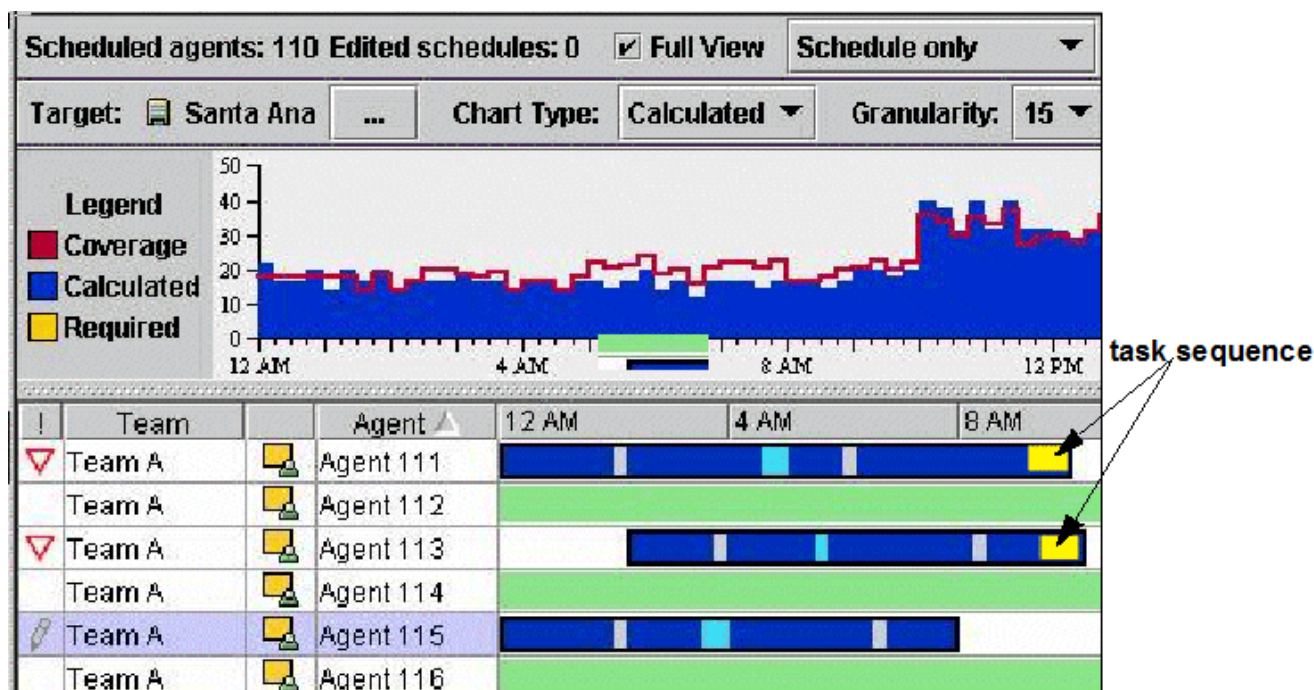 Scheduled agents: 110 Edited schedules: 0 Full View Schedule only
Target: Santa Ana ... Chart Type: Calculated Granularity: 15
Legend
Coverage
Calculated
Required
50
40
30
20
10
0
12 AM 4 AM 8 AM 12 PM
task sequence
! Team Agent 12 AM 4 AM 8 AM
Team A Agent 111
Team A Agent 112
Team A Agent 113
Team A Agent 114
Team A Agent 115
Team A Agent 116